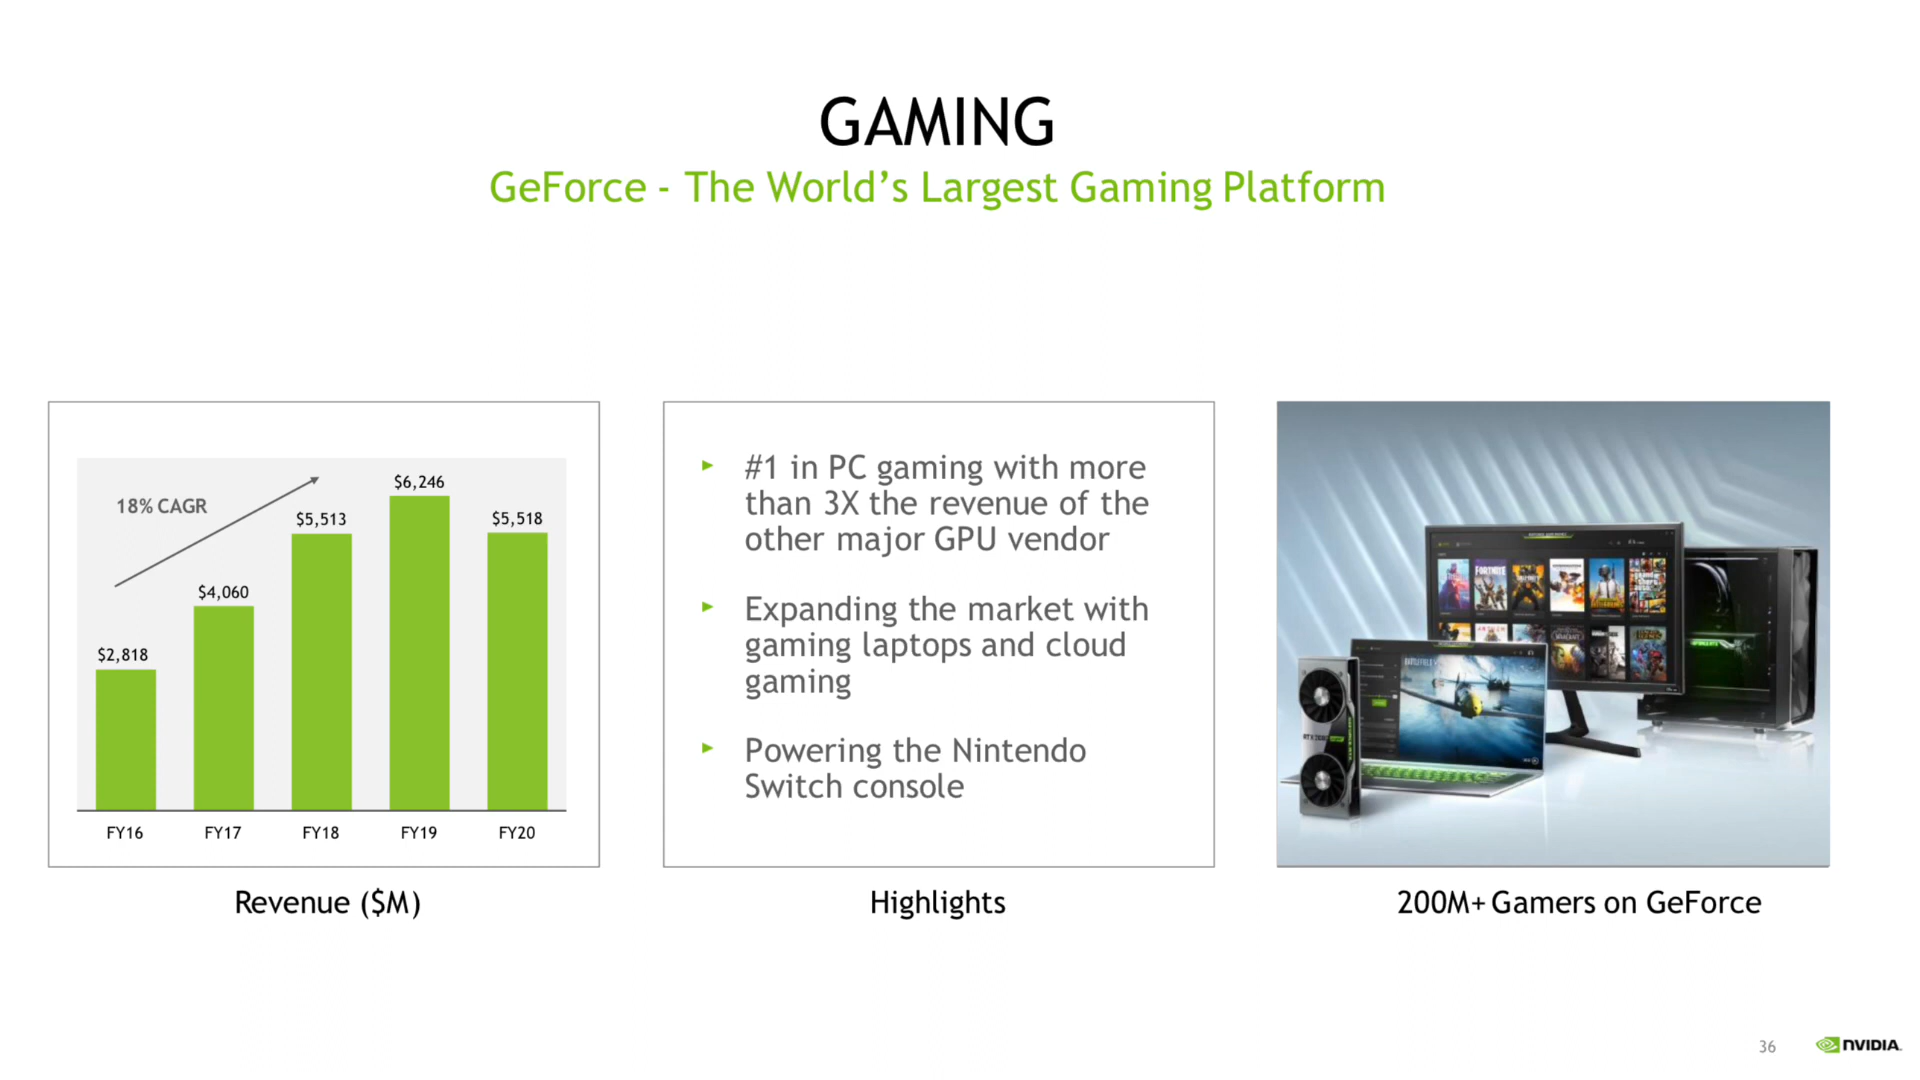 GAMING
GeForce - The World’s Largest Gaming Platform
18% CAGR
$2,818
$4,060
$5,513
$6,246
$5,518
FY16
FY17
FY18
FY19
FY20
Revenue ($M)
► #1 in PC gaming with more
than 3X the revenue of the
other major GPU vendor
► Expanding the market with
gaming laptops and cloud
gaming
► Powering the Nintendo
Switch console
Highlights
FORTNITE
WARCRAFT
200M+ Gamers on GeForce
36
NVIDIA.